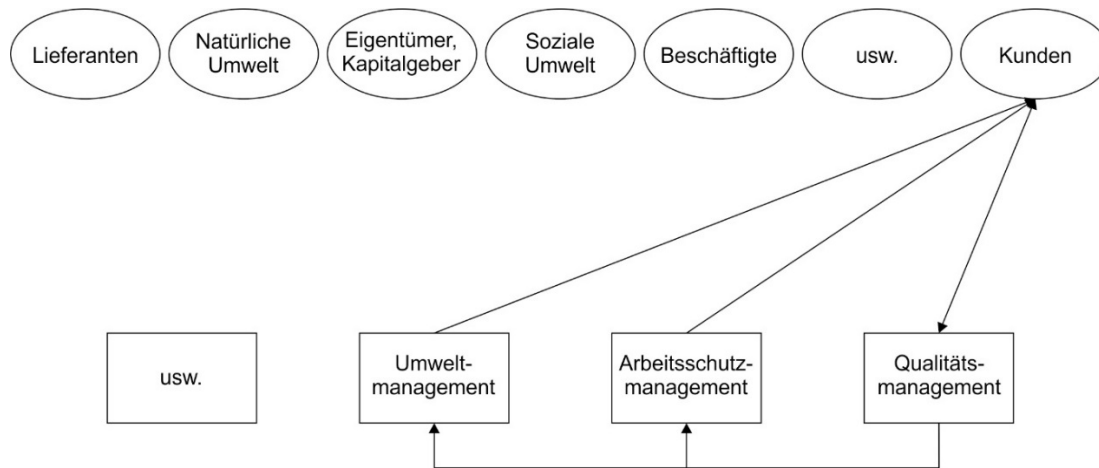 Lieferanten
Natürliche
Umwelt
Eigentümer,
Kapitalgeber
Soziale
Umwelt
Beschäftigte
usw.
Kunden
usw.
Umwelt-
management
Arbeitsschutz-
management
Qualitäts-
management